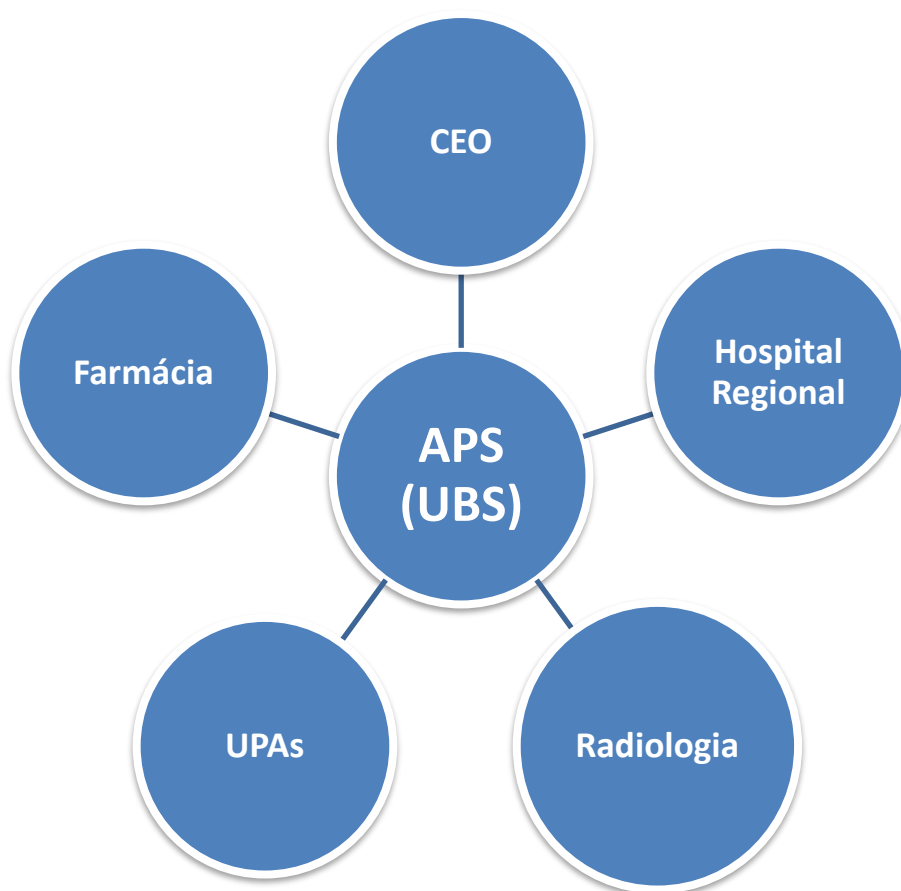 CEO
Hospital
Regional
Farmácia
APS
(UBS)
UPAs
Radiologia